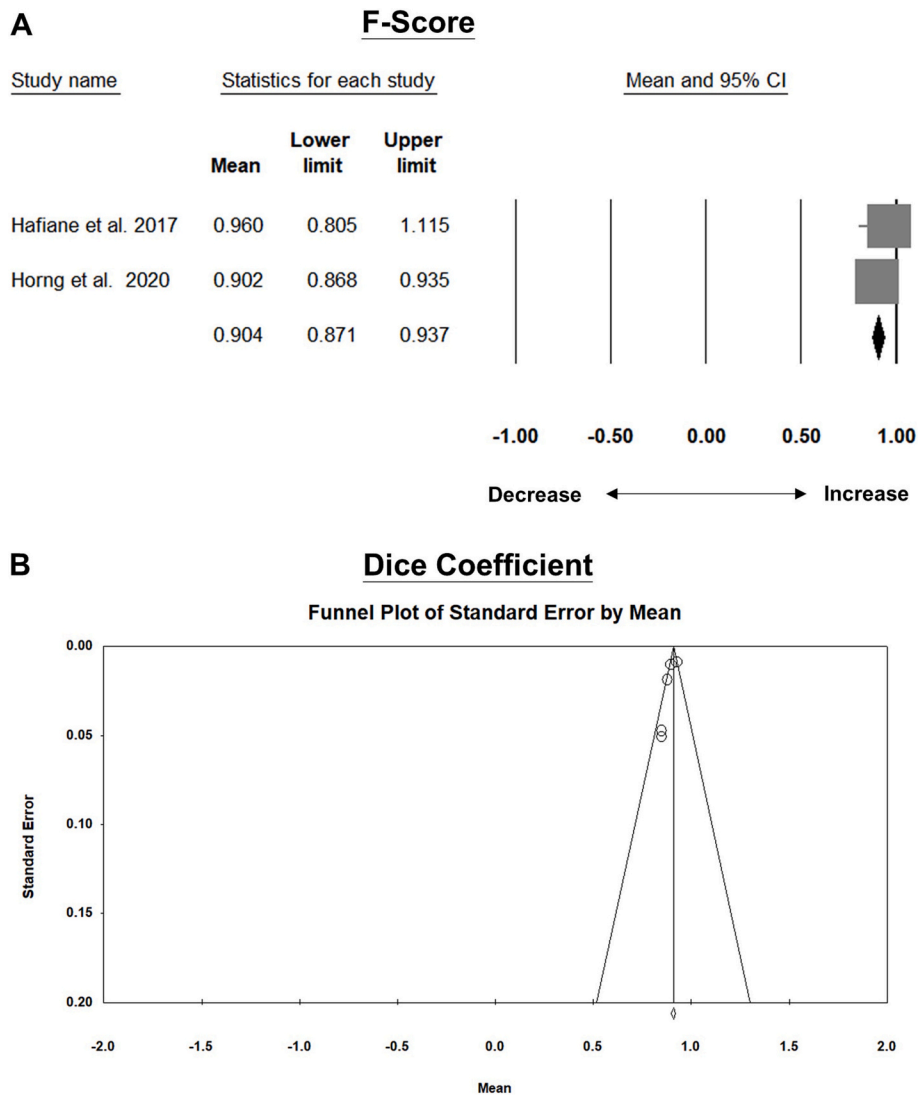 A
F-Score
Study name Statistics for each study Mean and 95% CI
Mean Lower limit Upper limit
Hafiane et al. 2017 0.960 0.805 1.115
Horng et al. 2020 0.902 0.868 0.935
0.904 0.871 0.937
-1.00 -0.50 0.00 0.50 1.00
Decrease Increase
B
Dice Coefficient
Funnel Plot of Standard Error by Mean
0.00
0.05
0.10
0.15
0.20
Standard Error
-2.0 -1.5 -1.0 -0.5 0.0 0.5 1.0 1.5 2.0
Mean